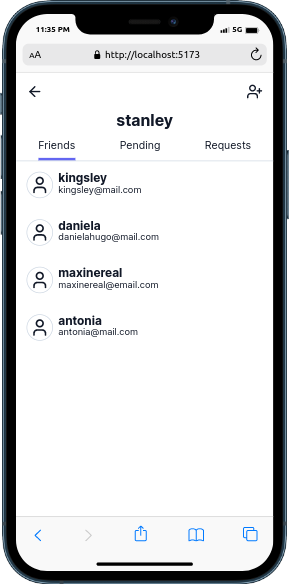 11:35 PM 5G
AA http://localhost:5173
stanley
Friends Pending Requests
kingsley
kingsley@mail.com
daniela
danielahugo@mail.com
maxinereal
maxinereal@email.com
antonia
antonia@mail.com